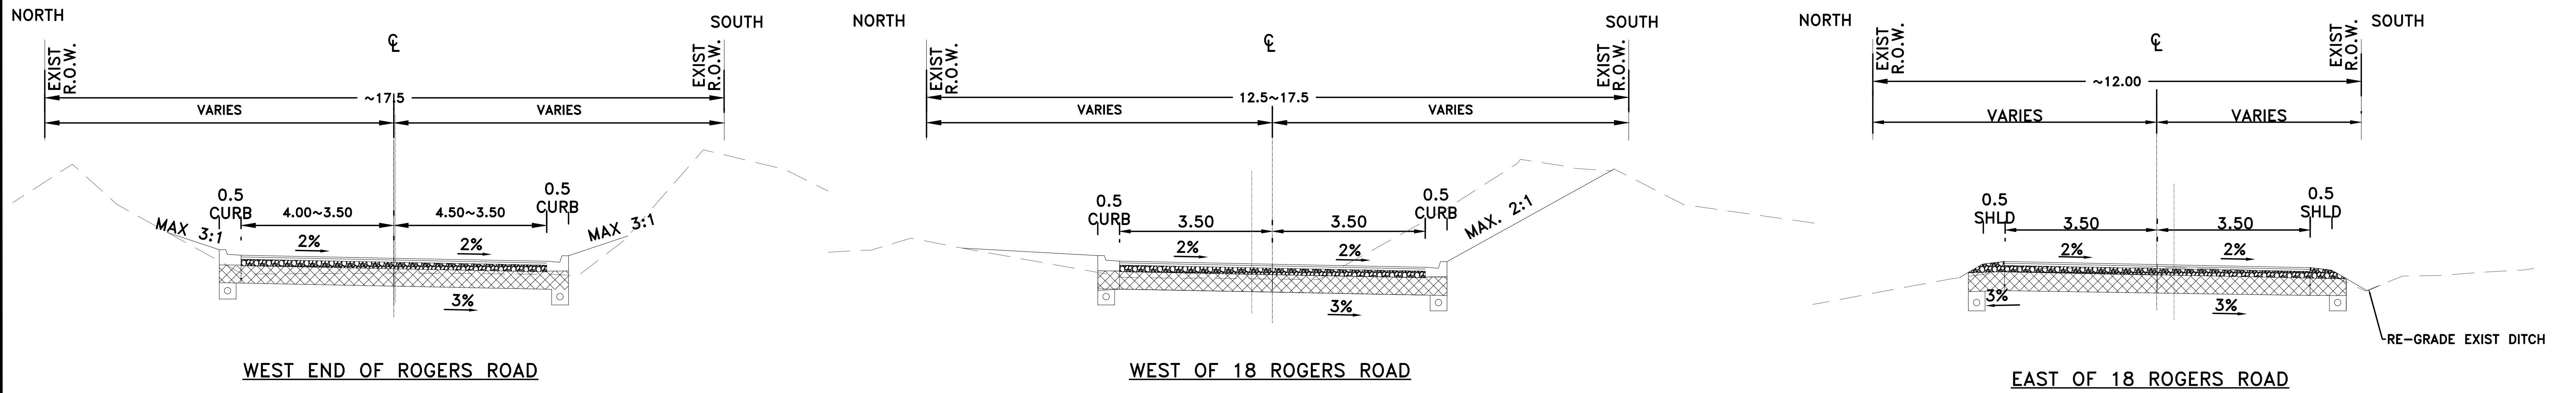 NORTH
SOUTH
℄
EXIST
R.O.W.
EXIST
R.O.W.
~17.5
VARIES
VARIES
0.5
CURB
0.5
CURB
4.00~3.50
4.50~3.50
MAX 3:1
MAX 3:1
2%
2%
3%
WEST END OF ROGERS ROAD
NORTH
SOUTH
℄
EXIST
R.O.W.
EXIST
R.O.W.
12.5~17.5
VARIES
VARIES
0.5
CURB
0.5
CURB
3.50
3.50
MAX. 2:1
2%
2%
3%
WEST OF 18 ROGERS ROAD
NORTH
SOUTH
℄
EXIST
R.O.W.
EXIST
R.O.W.
~12.00
VARIES
VARIES
0.5
SHLD
0.5
SHLD
3.50
3.50
2%
2%
3%
3%
RE-GRADE EXIST DITCH
EAST OF 18 ROGERS ROAD